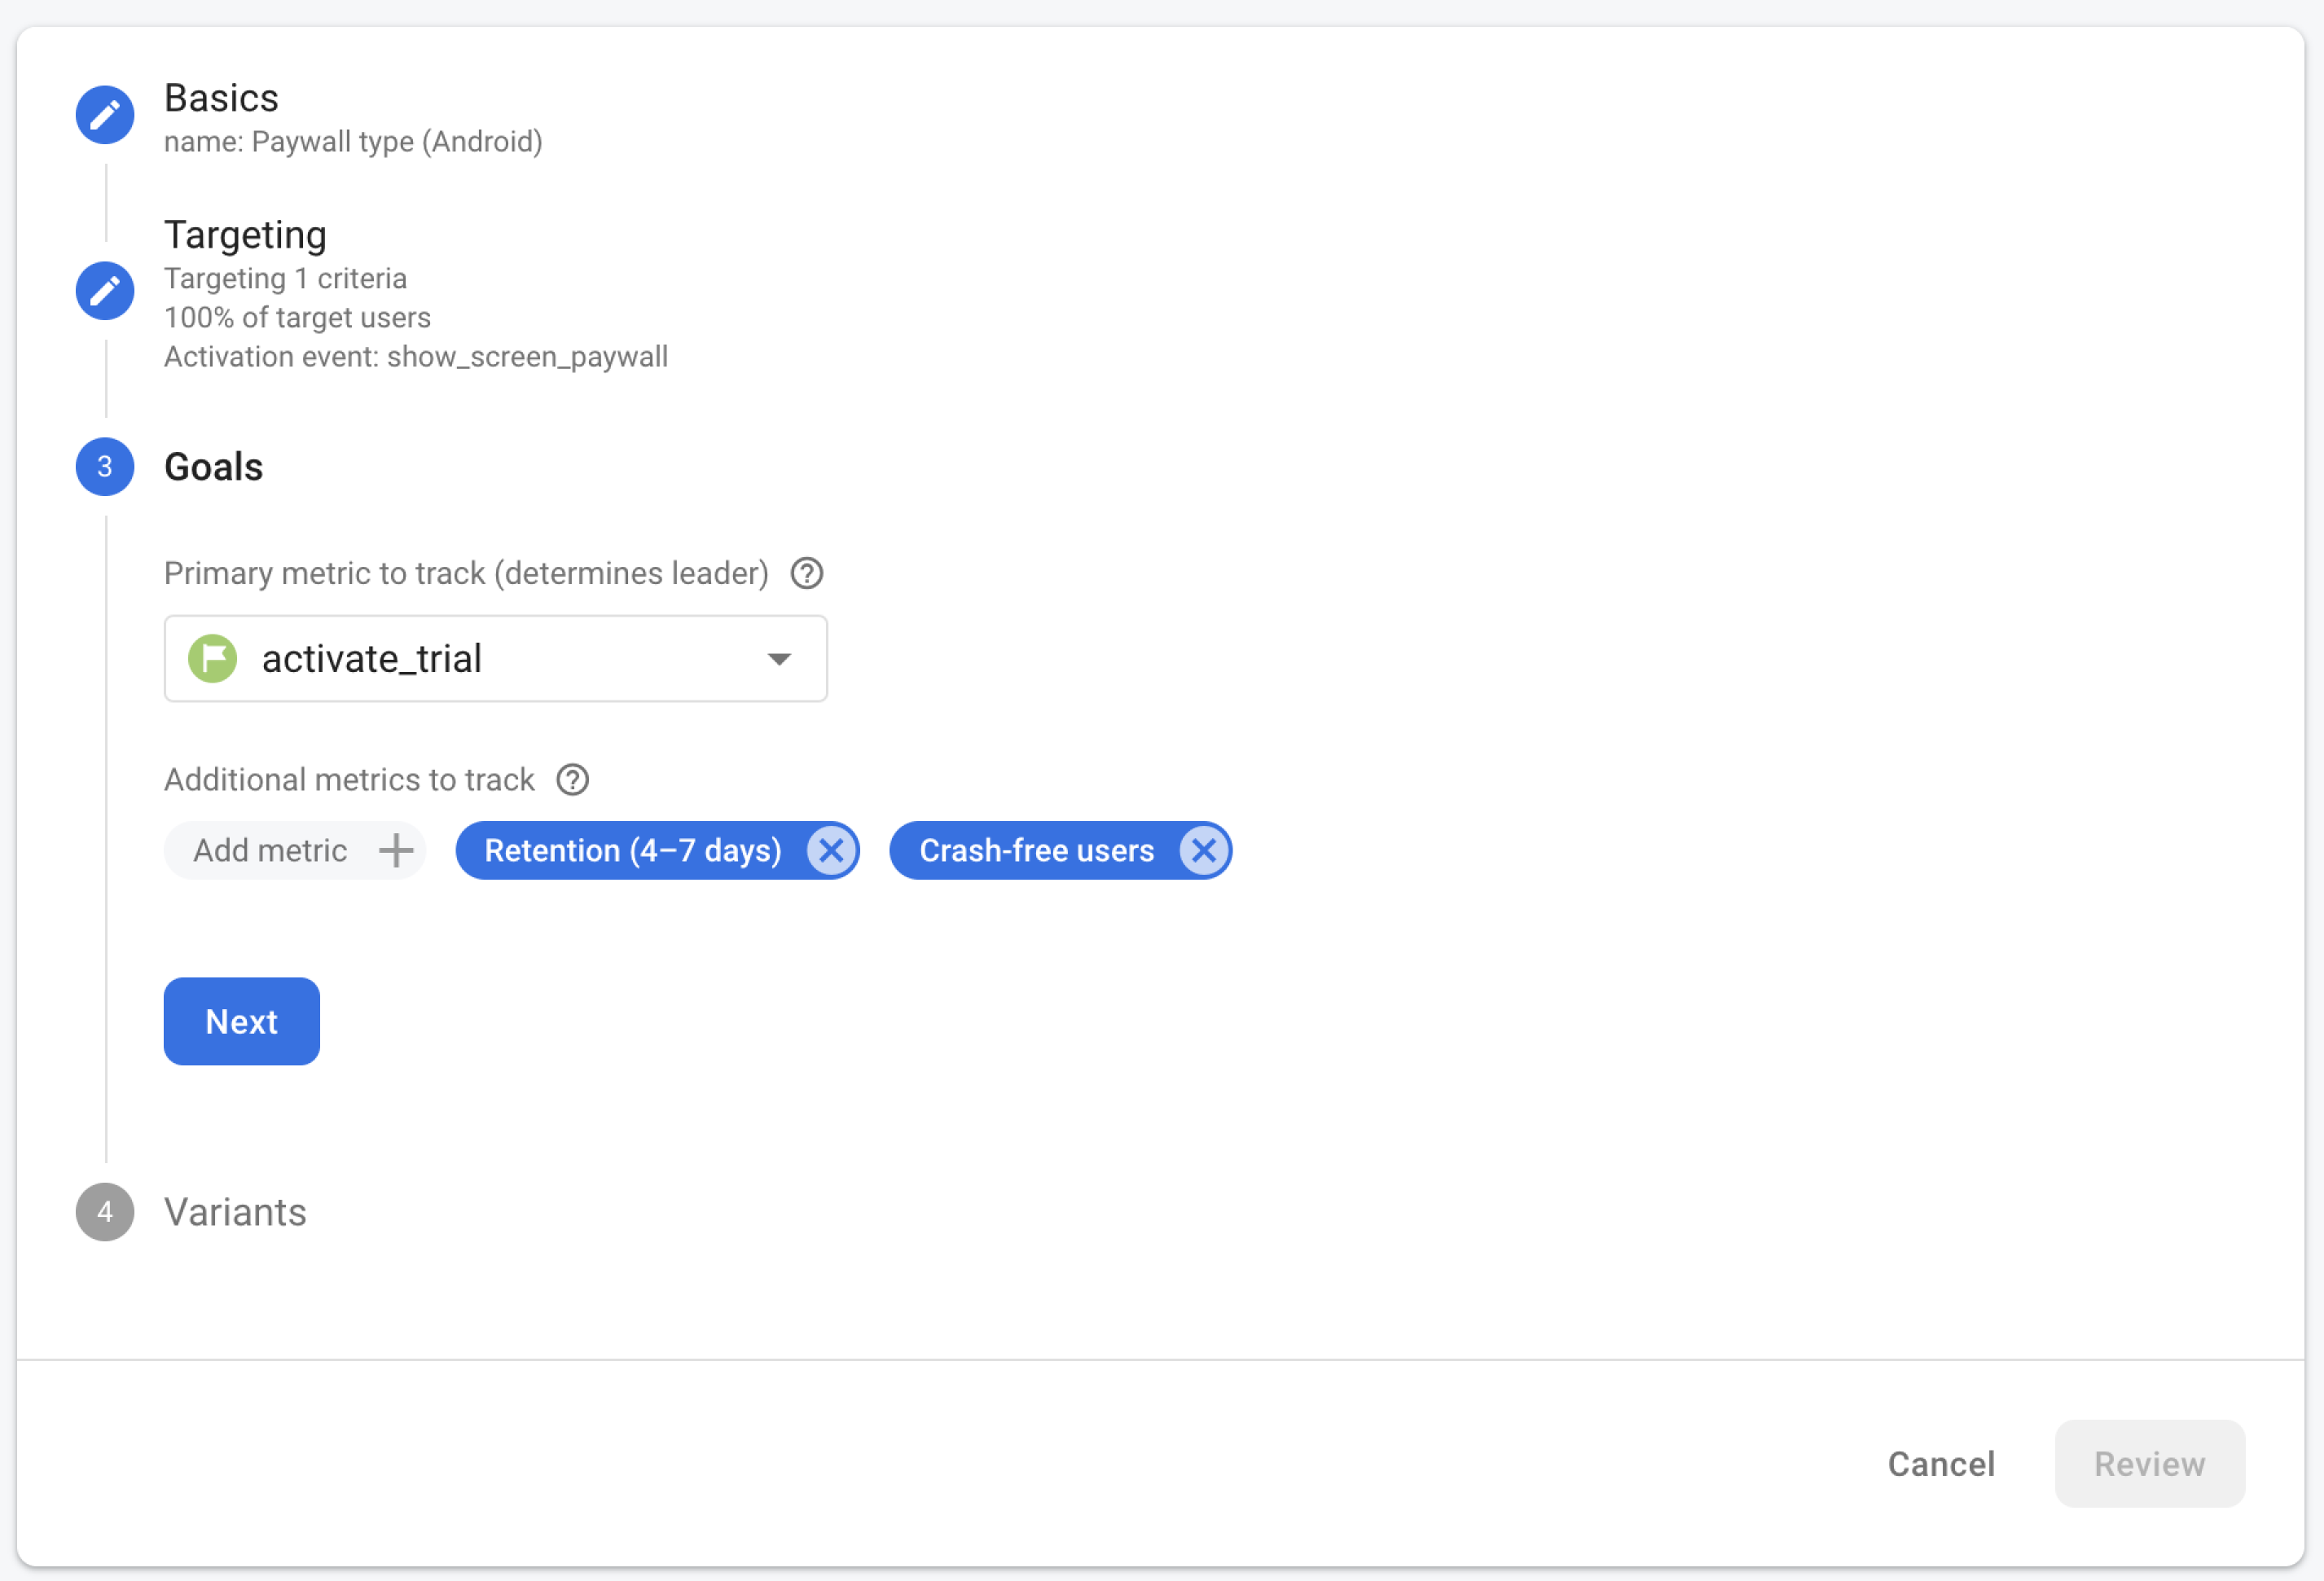 Basics
name: Paywall type (Android)
Targeting
Targeting 1 criteria
100% of target users
Activation event: show_screen_paywall
3 Goals
Primary metric to track (determines leader) ?
activate_trial
Additional metrics to track ?
Add metric + Retention (4–7 days) Crash-free users
Next
4 Variants
Cancel Review